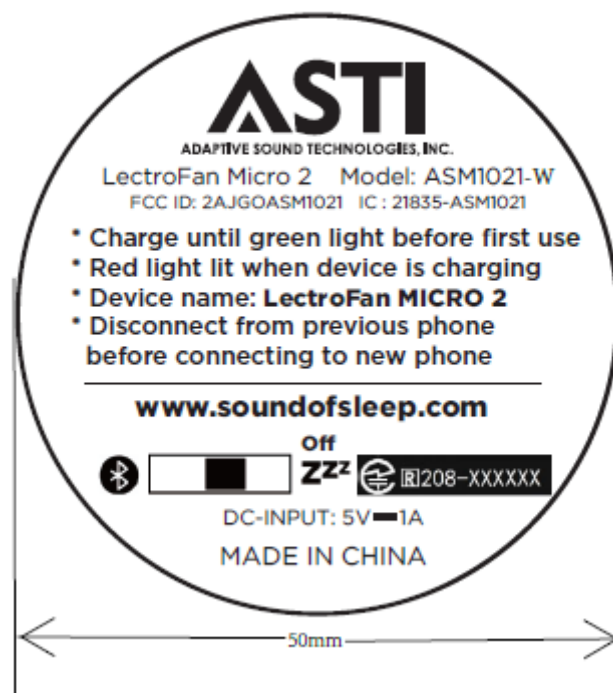 ASTI
ADAPTIVE SOUND TECHNOLOGIES, INC.
LectroFan Micro 2 Model: ASM1021-W
FCC ID: 2AJGOASM1021 IC : 21835-ASM1021
* Charge until green light before first use
* Red light lit when device is charging
* Device name: LectroFan MICRO 2
* Disconnect from previous phone
before connecting to new phone
www.soundofsleep.com
Off
zzz R 208-XXXXXX
DC-INPUT: 5V 1A
MADE IN CHINA
50mm